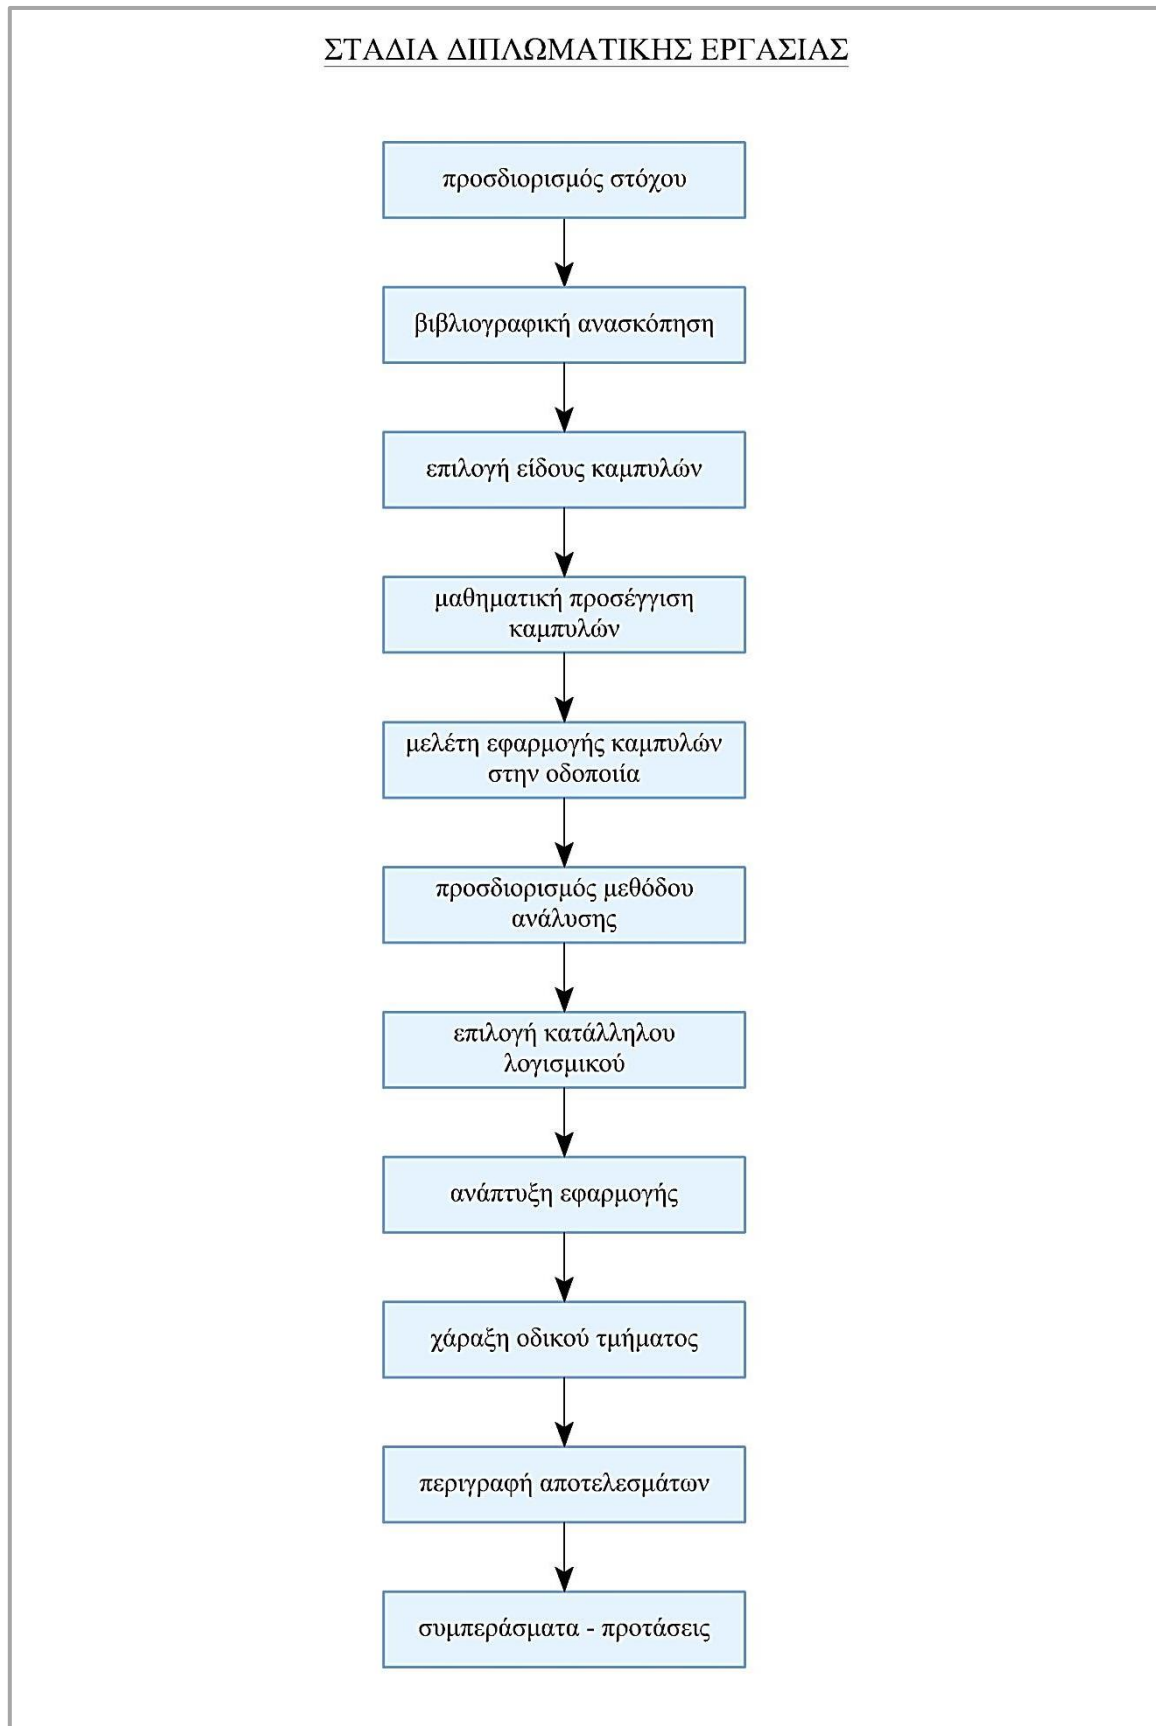 ΣΤΑΔΙΑ ΔΙΠΛΩΜΑΤΙΚΗΣ ΕΡΓΑΣΙΑΣ
προσδιορισμός στόχου
βιβλιογραφική ανασκόπηση
επιλογή είδους καμπυλών
μαθηματική προσέγγιση
καμπυλών
μελέτη εφαρμογής καμπυλών
στην οδοποιία
προσδιορισμός μεθόδου
ανάλυσης
επιλογή κατάλληλου
λογισμικού
ανάπτυξη εφαρμογής
χάραξη οδικού τμήματος
περιγραφή αποτελεσμάτων
συμπεράσματα - προτάσεις